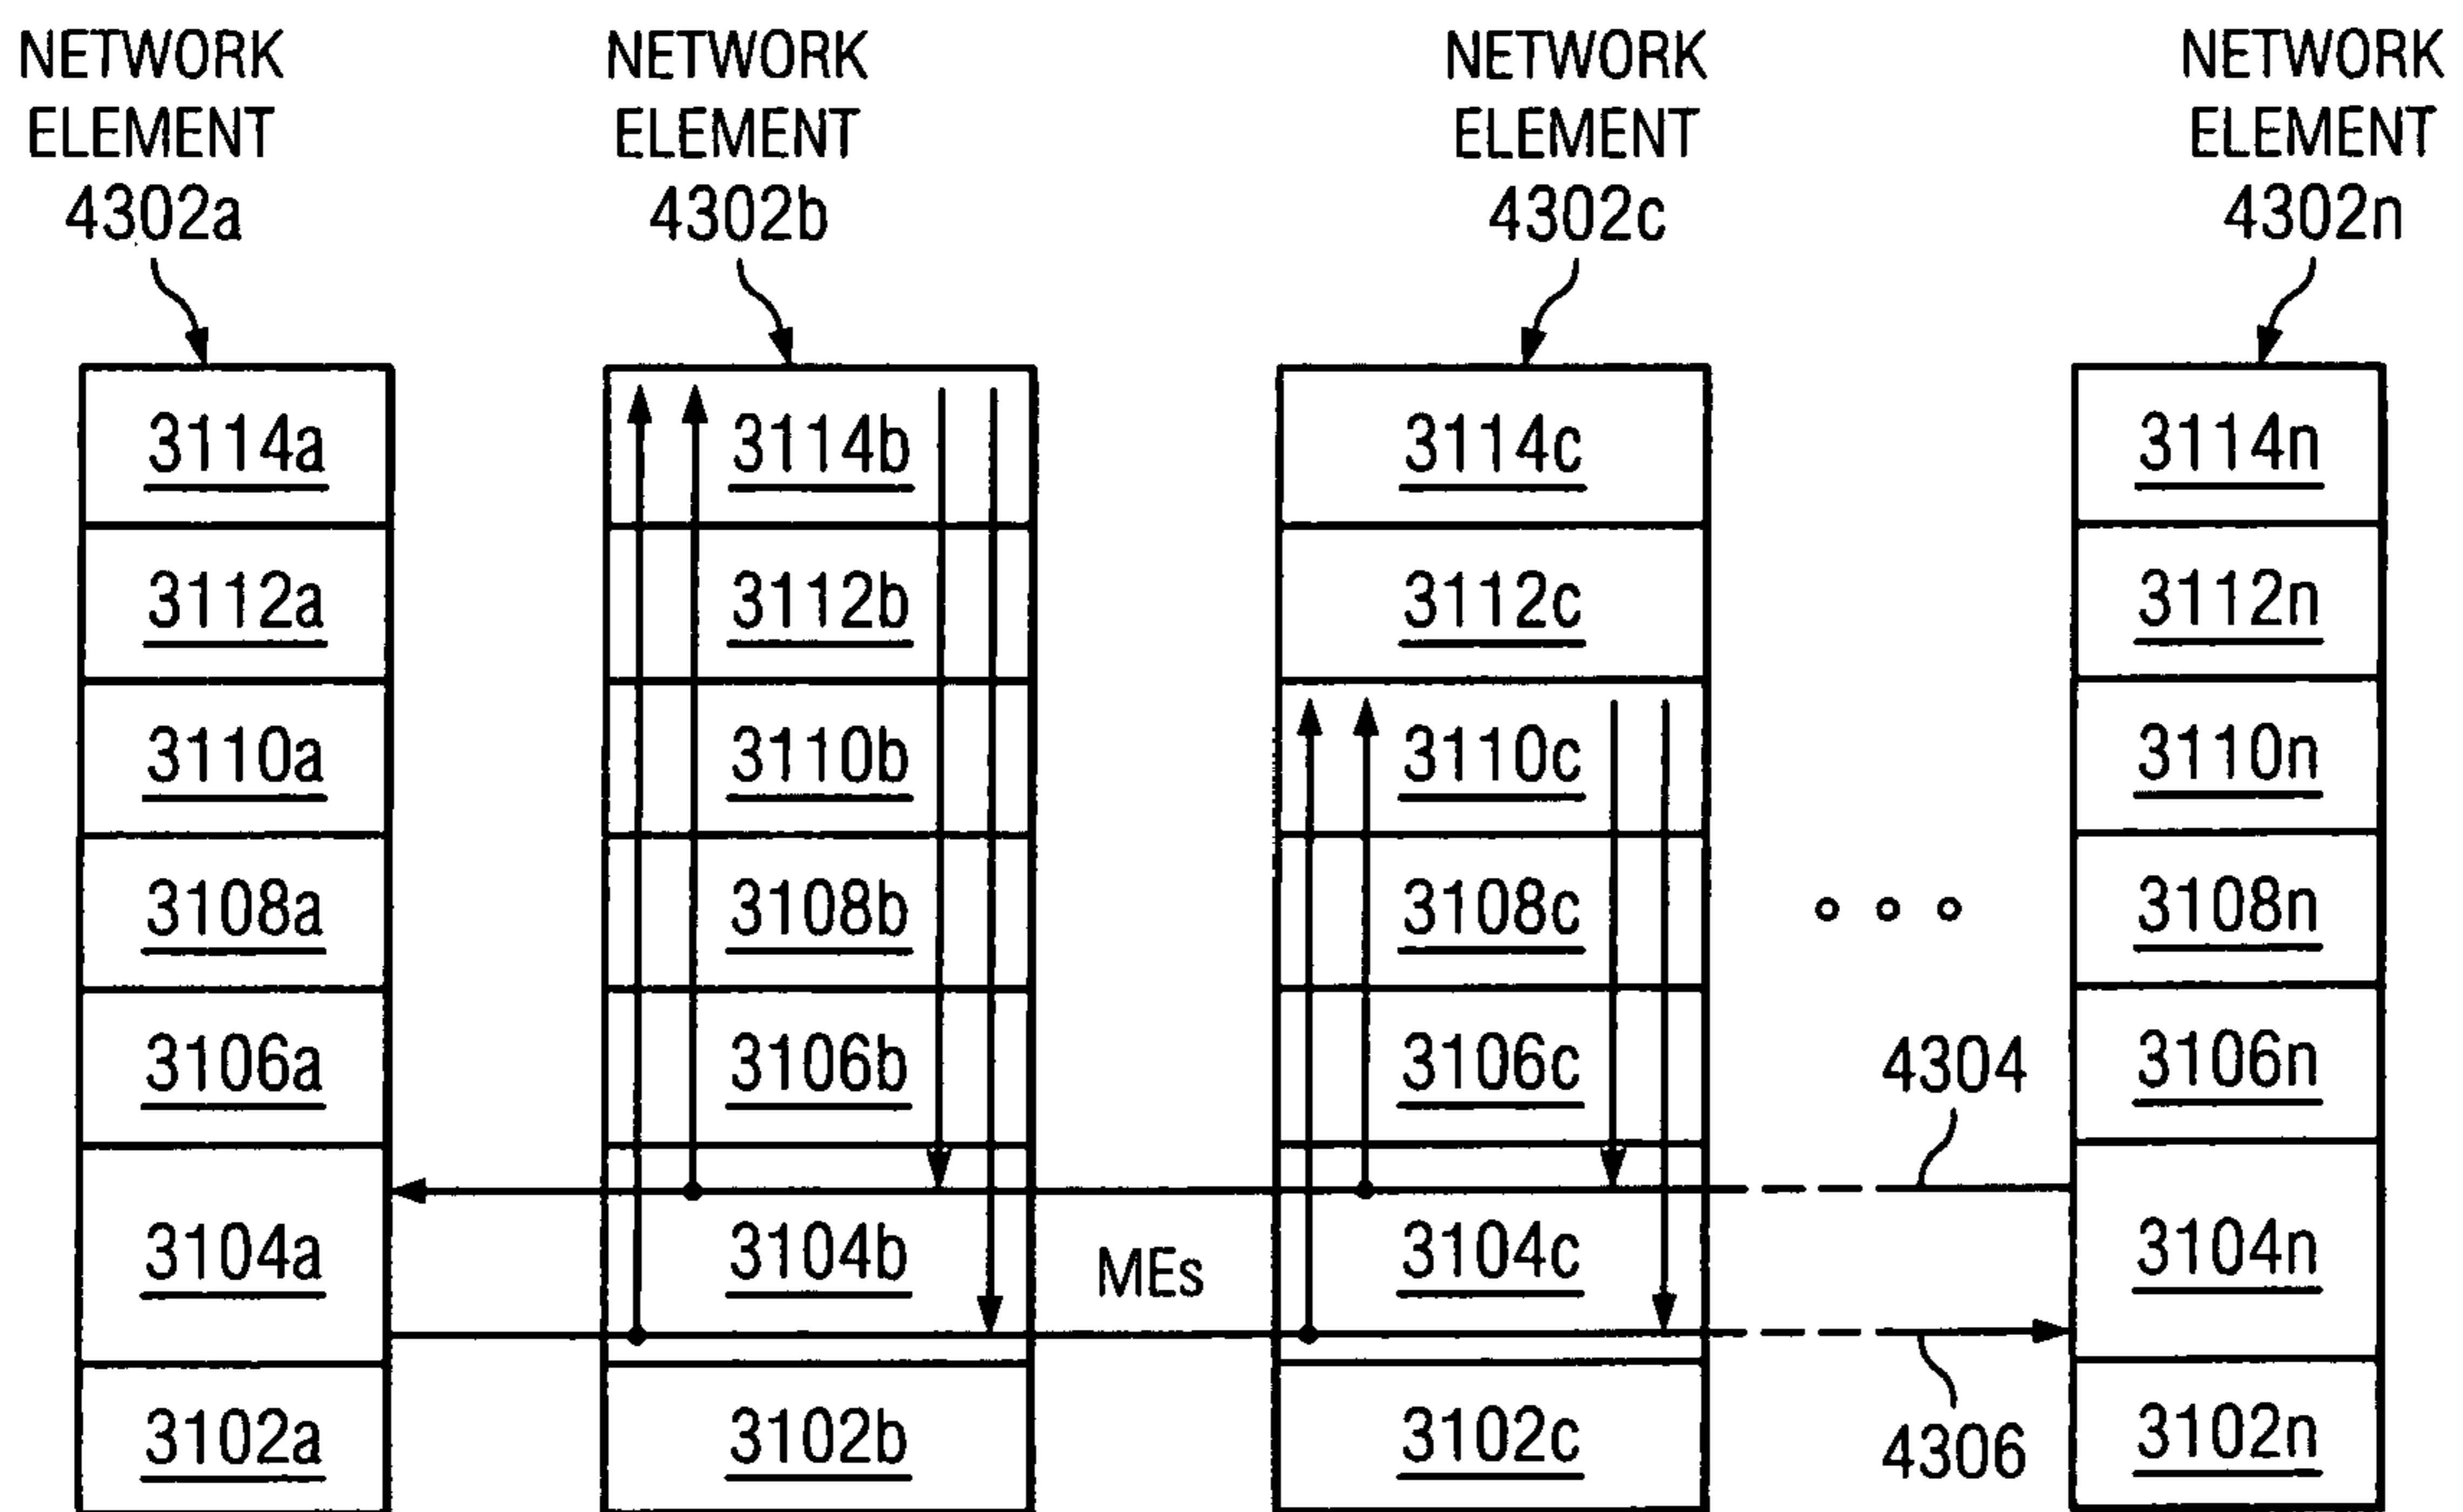 NETWORK
ELEMENT
4302a
NETWORK
ELEMENT
4302b
NETWORK
ELEMENT
4302c
NETWORK
ELEMENT
4302n
3114a
3114b
3114c
3114n
3112a
3112b
3112c
3112n
3110a
3110b
3110c
3110n
3108a
3108b
3108c
3108n
3106a
3106b
3106c
4304
3106n
3104a
3104b
MEs
3104c
3104n
3102a
3102b
3102c
4306
3102n